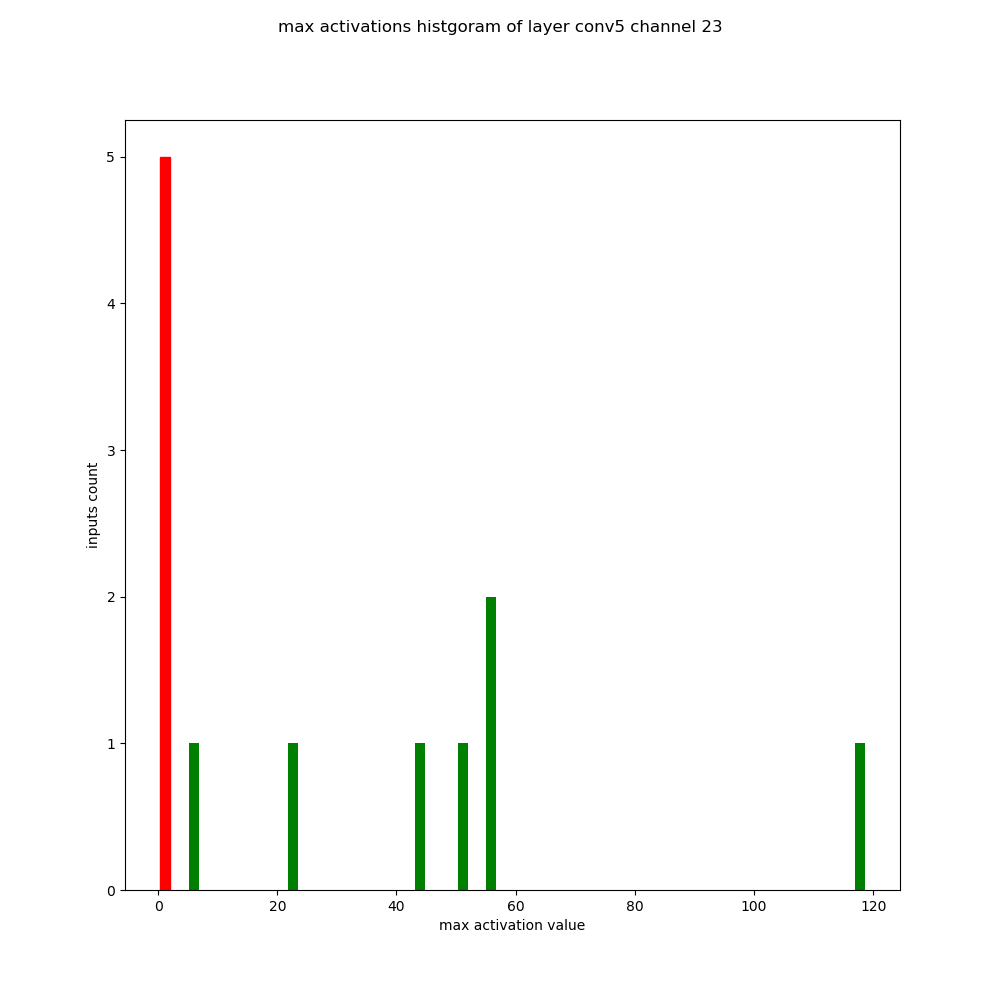 max activations histgoram of layer conv5 channel 23
5
4
3
2
1
0
inputs count
0 20 40 60 80 100 120
max activation value